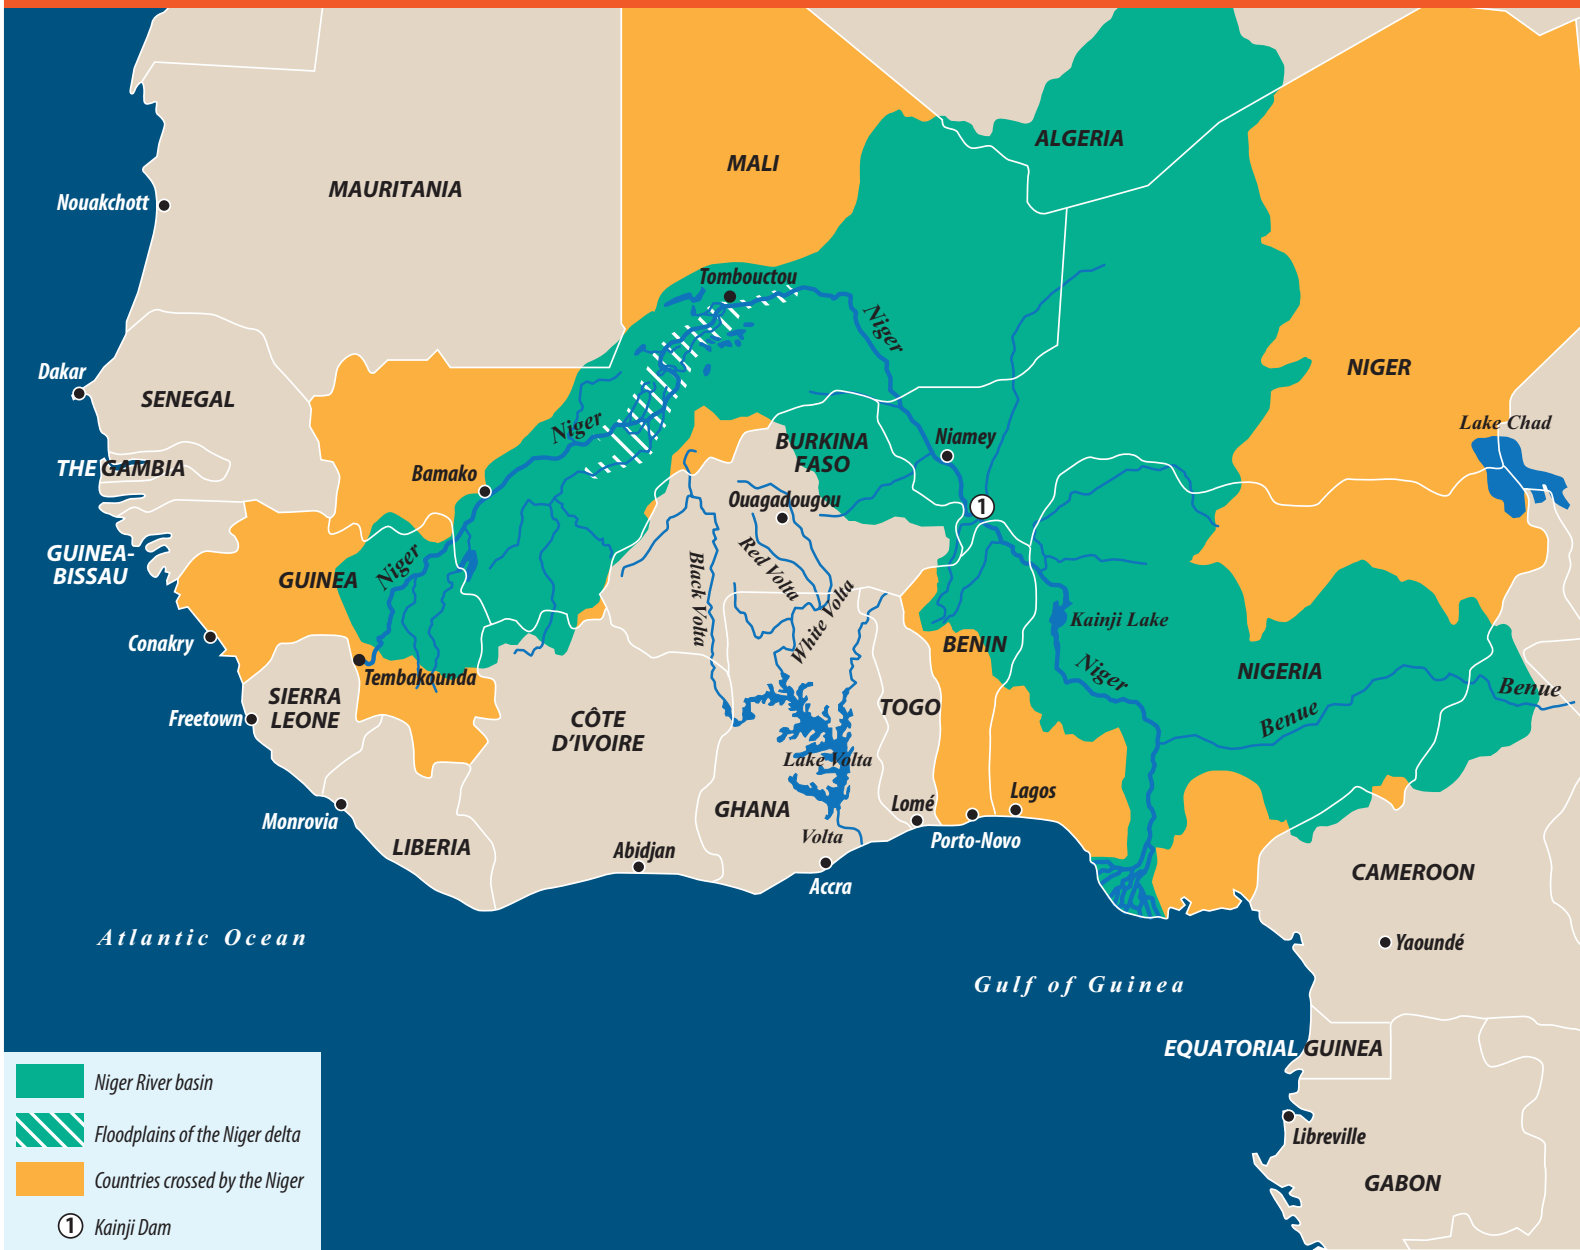 ALGERIA
MALI
MAURITANIA
Nouakchott
Tombouctou
Niger
NIGER
Dakar
SENEGAL
Lake Chad
Niger
BURKINA
FASO
Niamey
THE GAMBIA
Bamako
Ouagadougou
1
GUINEA-
BISSAU
GUINEA
Niger
Black Volta
Red Volta
White Volta
Kainji Lake
Conakry
BENIN
Tembakounda
NIGERIA
Niger
Benue
Benue
SIERRA
LEONE
Freetown
CÔTE
D'IVOIRE
TOGO
Lake Volta
Monrovia
GHANA
Lomé
Lagos
LIBERIA
Abidjan
Volta
Porto-Novo
Accra
CAMEROON
Atlantic Ocean
Yaoundé
Gulf of Guinea
EQUATORIAL GUINEA
Libreville
GABON
Niger River basin
Floodplains of the Niger delta
Countries crossed by the Niger
1 Kainji Dam